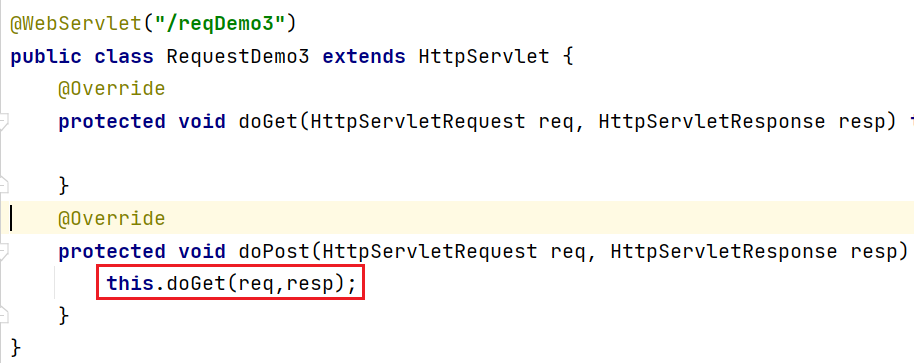 @WebServlet("/reqDemo3")
public class RequestDemo3 extends HttpServlet {
@Override
protected void doGet(HttpServletRequest req, HttpServletResponse resp)
}
@Override
protected void doPost(HttpServletRequest req, HttpServletResponse resp)
this.doGet(req,resp);
}
}